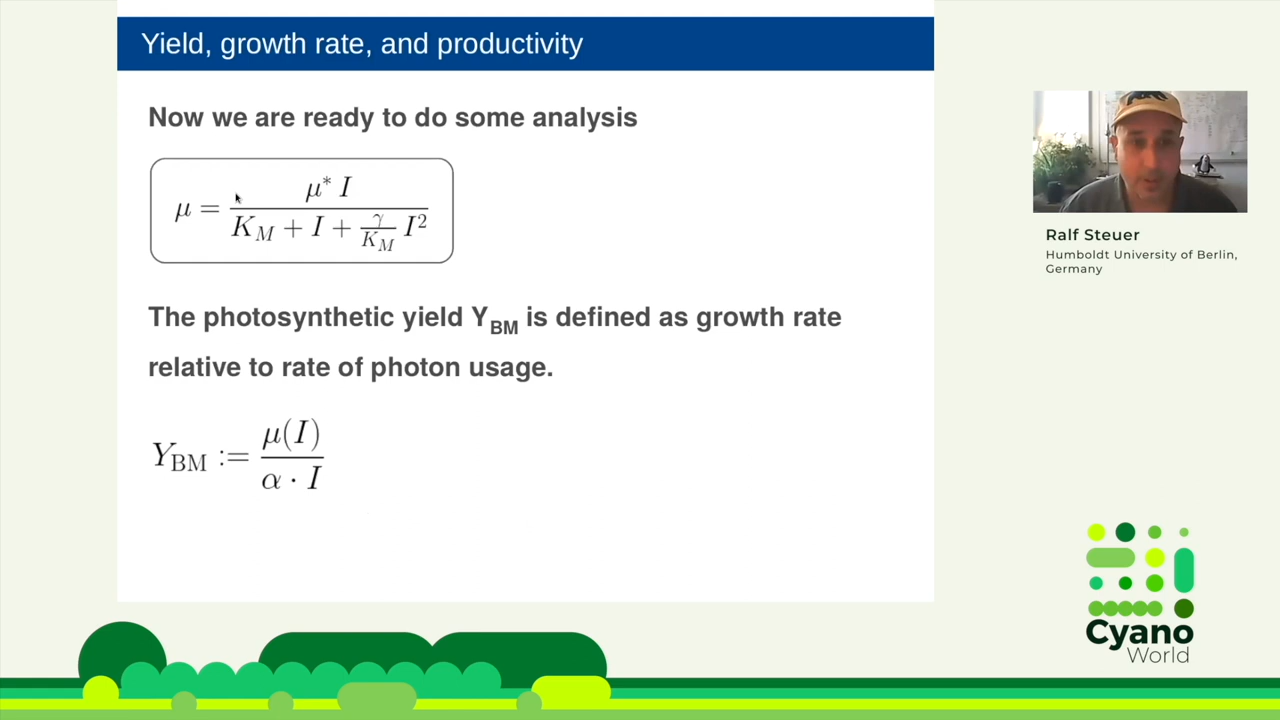 Yield, growth rate, and productivity
Now we are ready to do some analysis
μ = μ* I / (K_M + I + (γ / K_M) I²)
The photosynthetic yield Y_BM is defined as growth rate
relative to rate of photon usage.
Y_BM := μ(I) / (α · I)
Ralf Steuer
Humboldt University of Berlin,
Germany
Cyano
World